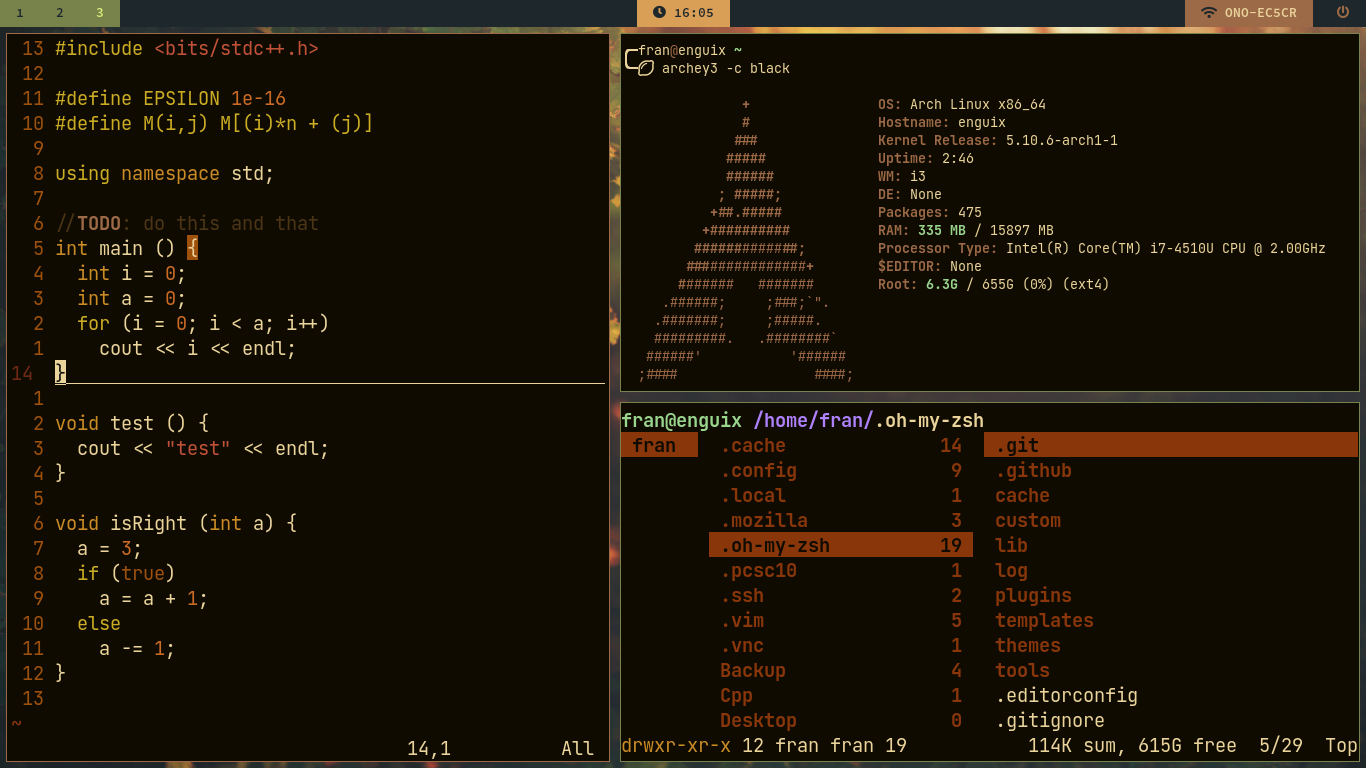 1 2 3
16:05
ONO-EC5CR
13 #include <bits/stdc++.h>
12
11 #define EPSILON 1e-16
10 #define M(i,j) M[(i)*n + (j)]
9
8 using namespace std;
7
6 //TODO: do this and that
5 int main () {
4   int i = 0;
3   int a = 0;
2   for (i = 0; i < a; i++)
1     cout << i << endl;
14 }
1
2 void test () {
3   cout << "test" << endl;
4 }
5
6 void isRight (int a) {
7   a = 3;
8   if (true)
9     a = a + 1;
10   else
11     a -= 1;
12 }
13
~
14,1 All
fran@enguix ~
archey3 -c black
             +
             #
            ###
           #####
           ######
          ; #####;
         +##.#####
        +##########
       #############;
      ###############+
     #######   #######
   .######;     ;###;`".
  .#######;     ;#####.
  #########.   .########`
 ######'           '######
;####                 ####;
OS: Arch Linux x86_64
Hostname: enguix
Kernel Release: 5.10.6-arch1-1
Uptime: 2:46
WM: i3
DE: None
Packages: 475
RAM: 335 MB / 15897 MB
Processor Type: Intel(R) Core(TM) i7-4510U CPU @ 2.00GHz
$EDITOR: None
Root: 6.3G / 655G (0%) (ext4)
fran@enguix /home/fran/.oh-my-zsh
fran .cache 14 .git
.config 9 .github
.local 1 cache
.mozilla 3 custom
.oh-my-zsh 19 lib
.pcsc10 1 log
.ssh 2 plugins
.vim 5 templates
.vnc 1 themes
Backup 4 tools
Cpp 1 .editorconfig
Desktop 0 .gitignore
drwxr-xr-x 12 fran fran 19 114K sum, 615G free 5/29 Top